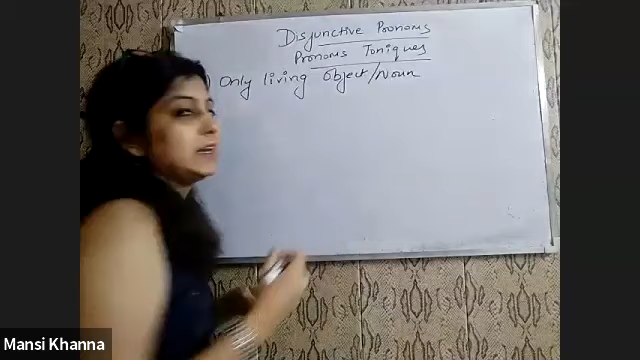 Disjunctive Pronoms
Pronoms Toniques
Only living Object/Noun
Mansi Khanna